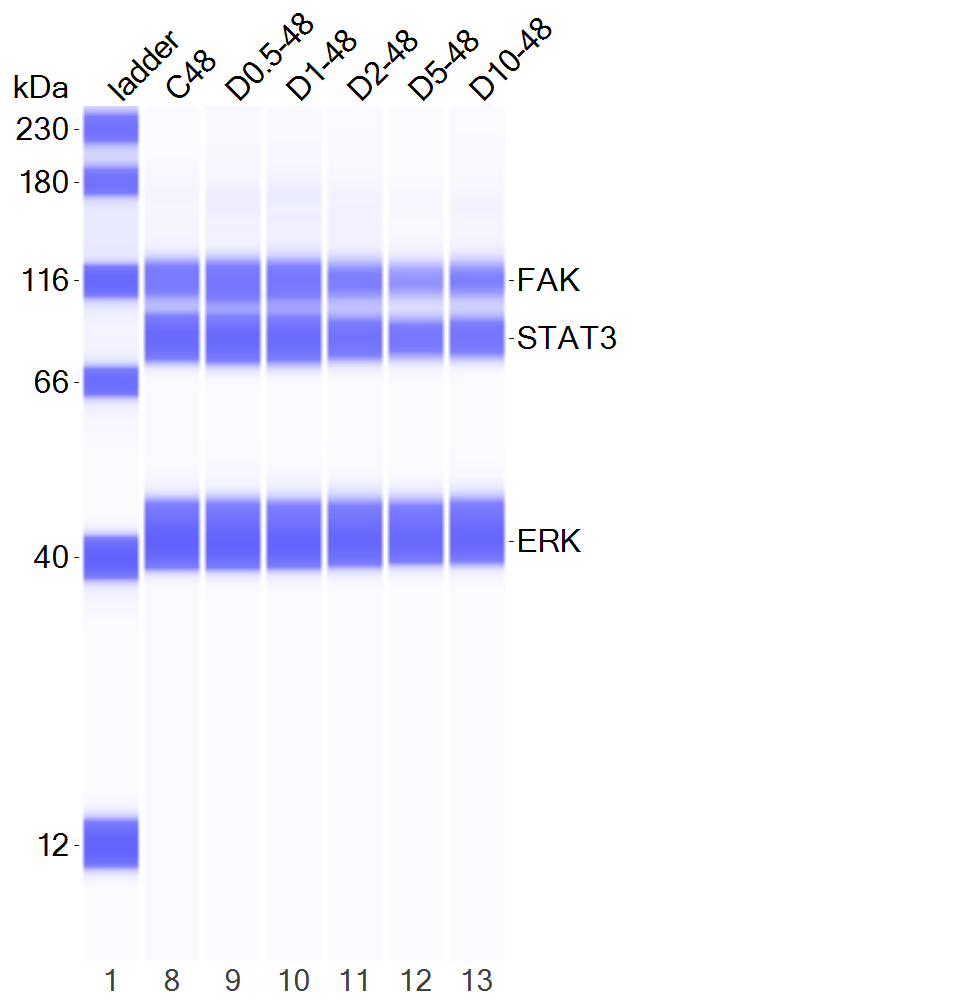 kDa
ladder
C48
D0.5-48
D1-48
D2-48
D5-48
D10-48
230
180
116
66
40
12
FAK
STAT3
ERK
1 8 9 10 11 12 13